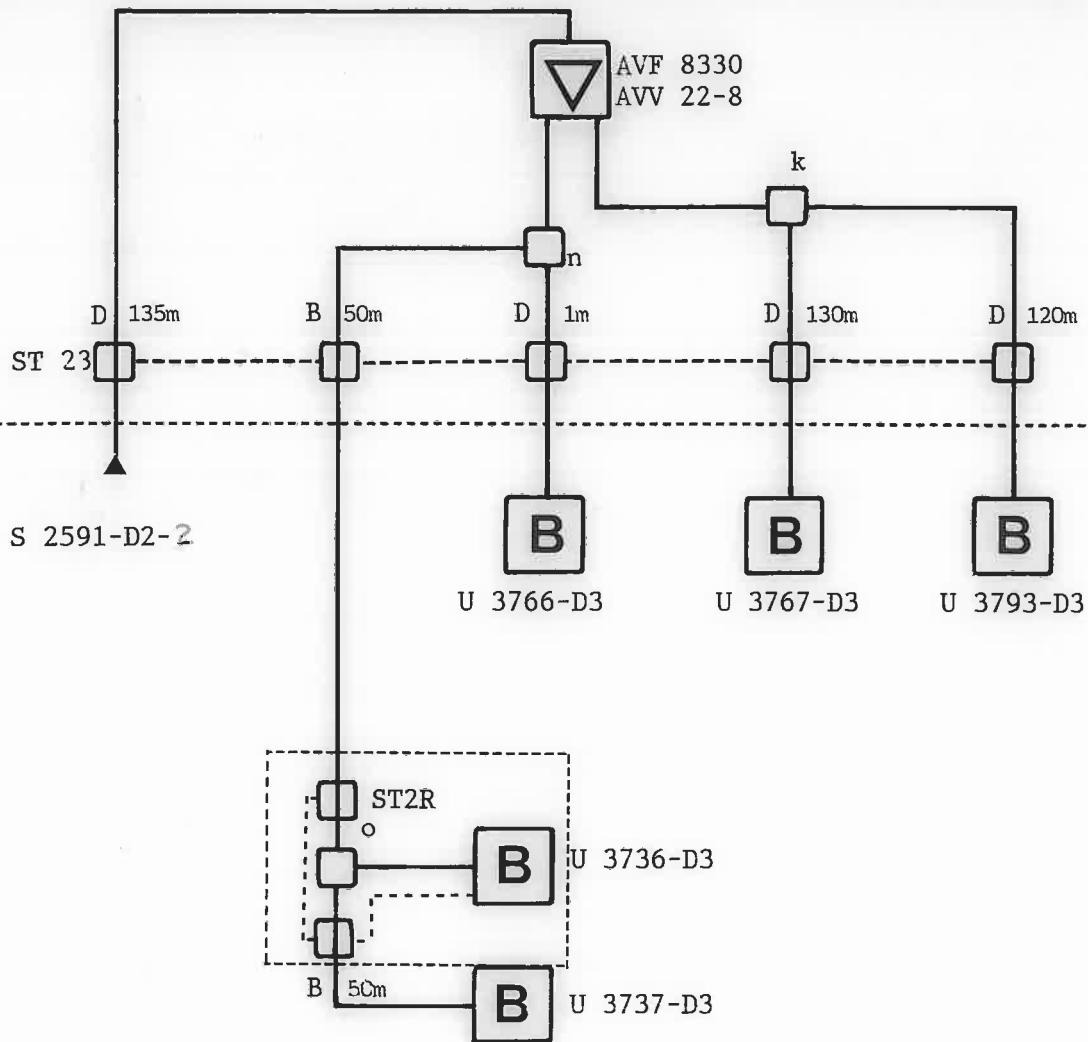 AVF 8330
AVV 22-8
k
n
D 135m
B 50m
D 1m
D 130m
D 120m
ST 23
S 2591-D2-2
B
B
B
U 3766-D3
U 3767-D3
U 3793-D3
ST2R
o
B
U 3736-D3
B 50m
B
U 3737-D3